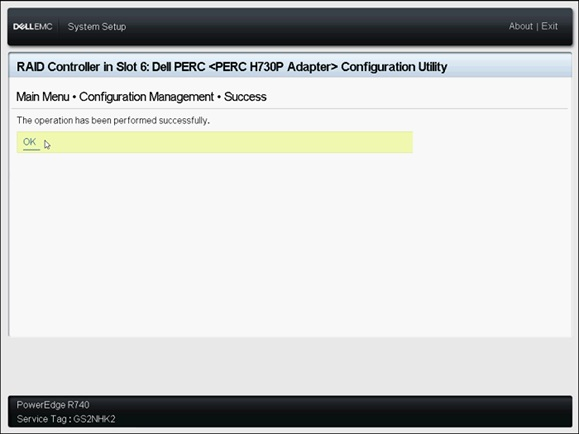 DELLEMC System Setup About | Exit
RAID Controller in Slot 6: Dell PERC <PERC H730P Adapter> Configuration Utility
Main Menu • Configuration Management • Success
The operation has been performed successfully.
OK
PowerEdge R740
Service Tag : GS2NHK2